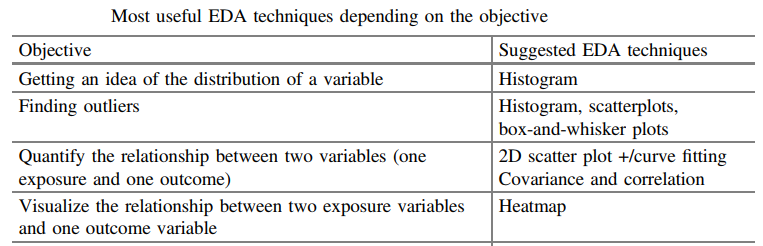 Most useful EDA techniques depending on the objective
Objective Suggested EDA techniques
Getting an idea of the distribution of a variable Histogram
Finding outliers Histogram, scatterplots,
box-and-whisker plots
Quantify the relationship between two variables (one 2D scatter plot +/curve fitting
exposure and one outcome) Covariance and correlation
Visualize the relationship between two exposure variables Heatmap
and one outcome variable